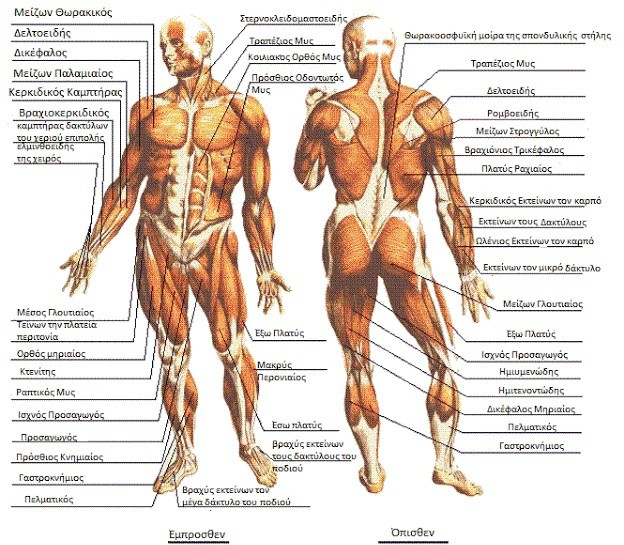 Μείζων Θωρακικός
Δελτοειδής
Δικέφαλος
Μείζων Παλαμιαίος
Κερκιδικός Καμπτήρας
Βραχιοκερκιδικός
καμπτήρας δακτύλων
του χεριού επιπολής
ελμινθοειδής
της χειρός
Μέσος Γλουτιαίος
Τείνων την πλατεία
περιτονία
Ορθός μηριαίος
Κτενίτης
Ραπτικός Μυς
Ισχνός Προσαγωγός
Προσαγωγός
Πρόσθιος Κνημιαίος
Γαστροκνήμιος
Πελματικός
Στερνοκλειδομαστοειδής
Τραπέζιος Μυς
Κοιλιακος Ορθός Μυς
Πρόσθιος Οδοντωτός
Μυς
Έξω Πλατύς
Μακρύς
Περονιαίος
Έσω πλατύς
βραχύς εκτείνων
τους δακτύλους του
ποδιού
Βραχύς εκτείνων τον
μέγα δάκτυλο του ποδιού
Έμπροσθεν
Θωρακοοσφυϊκή μοίρα της σπονδυλικής στήλης
Τραπέζιος Μυς
Δελτοειδής
Ρομβοειδής
Μείζων Στρογγύλος
Βραχιόνιος Τρικέφαλος
Πλατύς Ραχιαίος
Κερκιδικός Εκτείνων τον καρπό
Εκτείνων τους Δακτύλους
Ωλένιος Εκτείνων τον καρπό
Εκτείνων τον μικρό δάκτυλο
Μείζων Γλουτιαίος
Έξω Πλατύς
Ισχνός Προσαγωγός
Ημιυμενώδης
Ημιτενοντώδης
Δικέφαλος Μηριαίος
Πελματικός
Γαστροκνήμιος
Όπισθεν